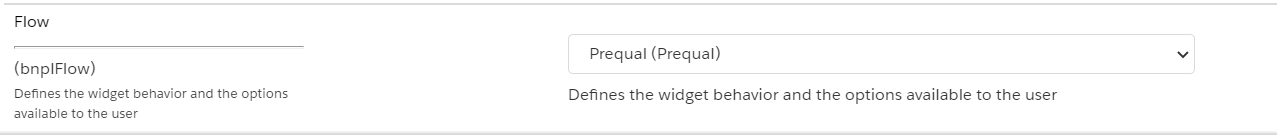 Flow
(bnplFlow)
Defines the widget behavior and the options
available to the user
Prequal (Prequal)
Defines the widget behavior and the options available to the user